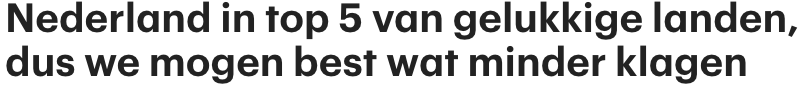 Nederland in top 5 van gelukkige landen,
dus we mogen best wat minder klagen